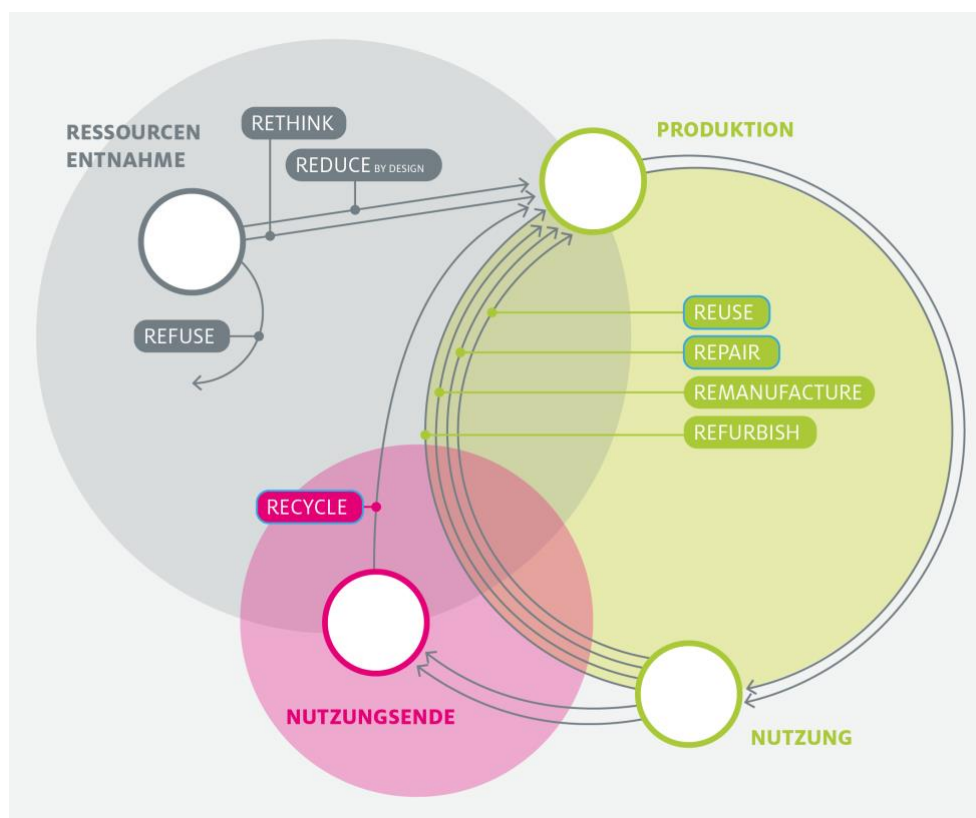 RESSOURCEN
ENTNAHME
RETHINK
REDUCE BY DESIGN
REFUSE
PRODUKTION
REUSE
REPAIR
REMANUFACTURE
REFURBISH
RECYCLE
NUTZUNGSENDE
NUTZUNG